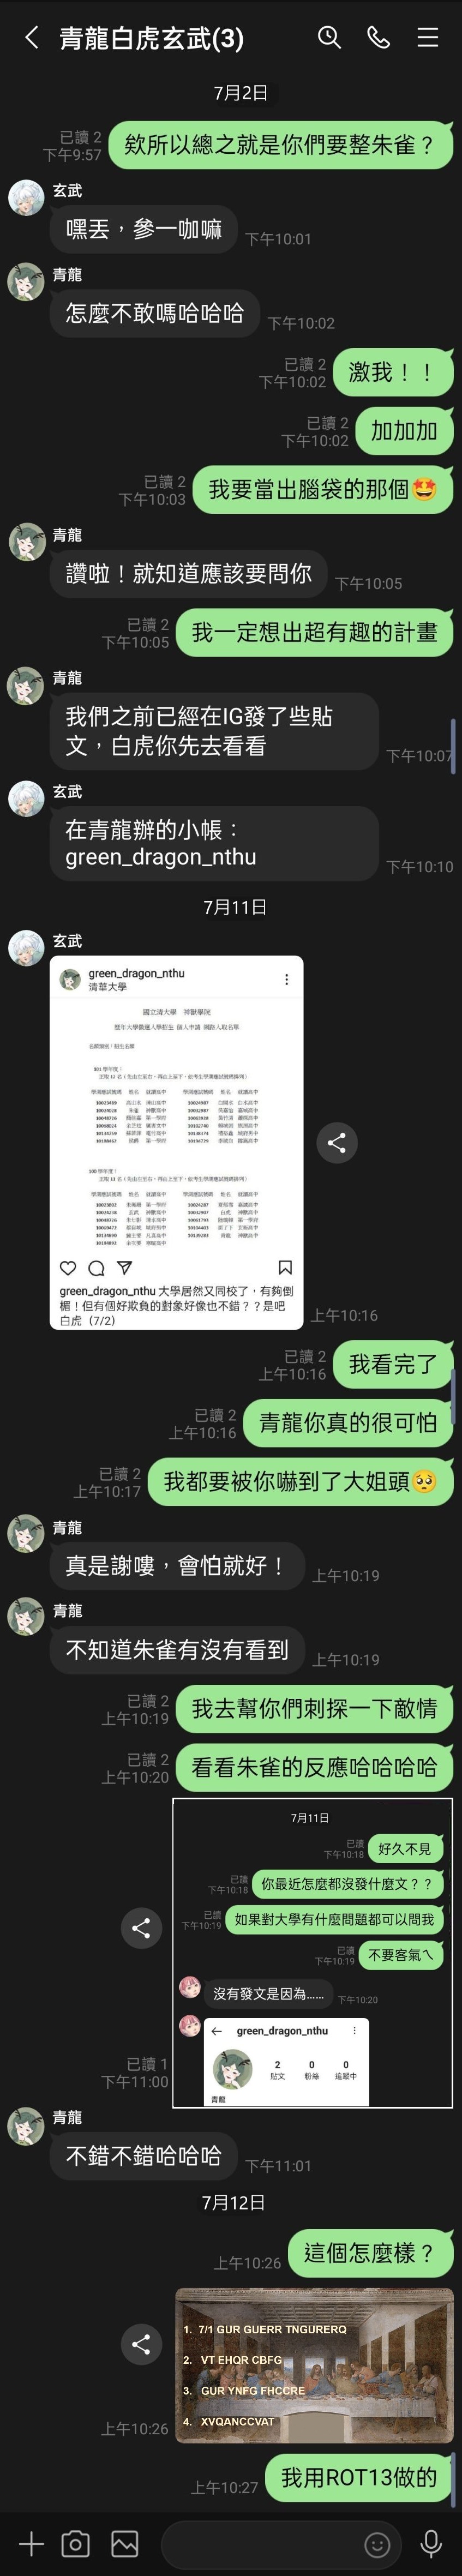 青龍白虎玄武(3)
7月2日
已讀 2
下午9:57
欸所以總之就是你們要整朱雀？
玄武
嘿丟，參一咖嘛
下午10:01
青龍
怎麼不敢嗎哈哈哈
下午10:02
已讀 2
下午10:02
激我！！
已讀 2
下午10:02
加加加
已讀 2
下午10:03
我要當出腦袋的那個🤩
青龍
讚啦！就知道應該要問你
下午10:05
已讀 2
下午10:05
我一定想出超有趣的計畫
青龍
我們之前已經在IG發了些貼
文，白虎你先去看看
下午10:07
玄武
在青龍辦的小帳：
green_dragon_nthu
下午10:10
7月11日
玄武
green_dragon_nthu
清華大學
國立清大學 神獸學院
green_dragon_nthu 大學居然又同校了，有夠倒
楣！但有個好欺負的對象好像也不錯？？是吧
白虎 (7/2)
上午10:16
已讀 2
上午10:16
我看完了
已讀 2
上午10:16
青龍你真的很可怕
已讀 2
上午10:17
我都要被你嚇到了大姐頭🥺
青龍
真是謝嘍，會怕就好！
上午10:19
青龍
不知道朱雀有沒有看到
上午10:19
已讀 2
上午10:19
我去幫你們刺探一下敵情
已讀 2
上午10:20
看看朱雀的反應哈哈哈哈
7月11日
已讀
下午10:18
好久不見
已讀
下午10:18
你最近怎麼都沒發什麼文？？
已讀
下午10:19
如果對大學有什麼問題都可以問我
已讀
下午10:19
不要客氣ㄟ
沒有發文是因為......
下午10:20
green_dragon_nthu
2
貼文
0
粉絲
0
追蹤中
青龍
已讀 1
下午11:00
青龍
不錯不錯哈哈哈
下午11:01
7月12日
上午10:26
這個怎麼樣？
1. 7/1 GUR GUERR TNGURERQ
2. VT EHQR CBFG
3. GUR YNFG FHCCRE
4. XVQANCCVAT
上午10:26
上午10:27
我用ROT13做的